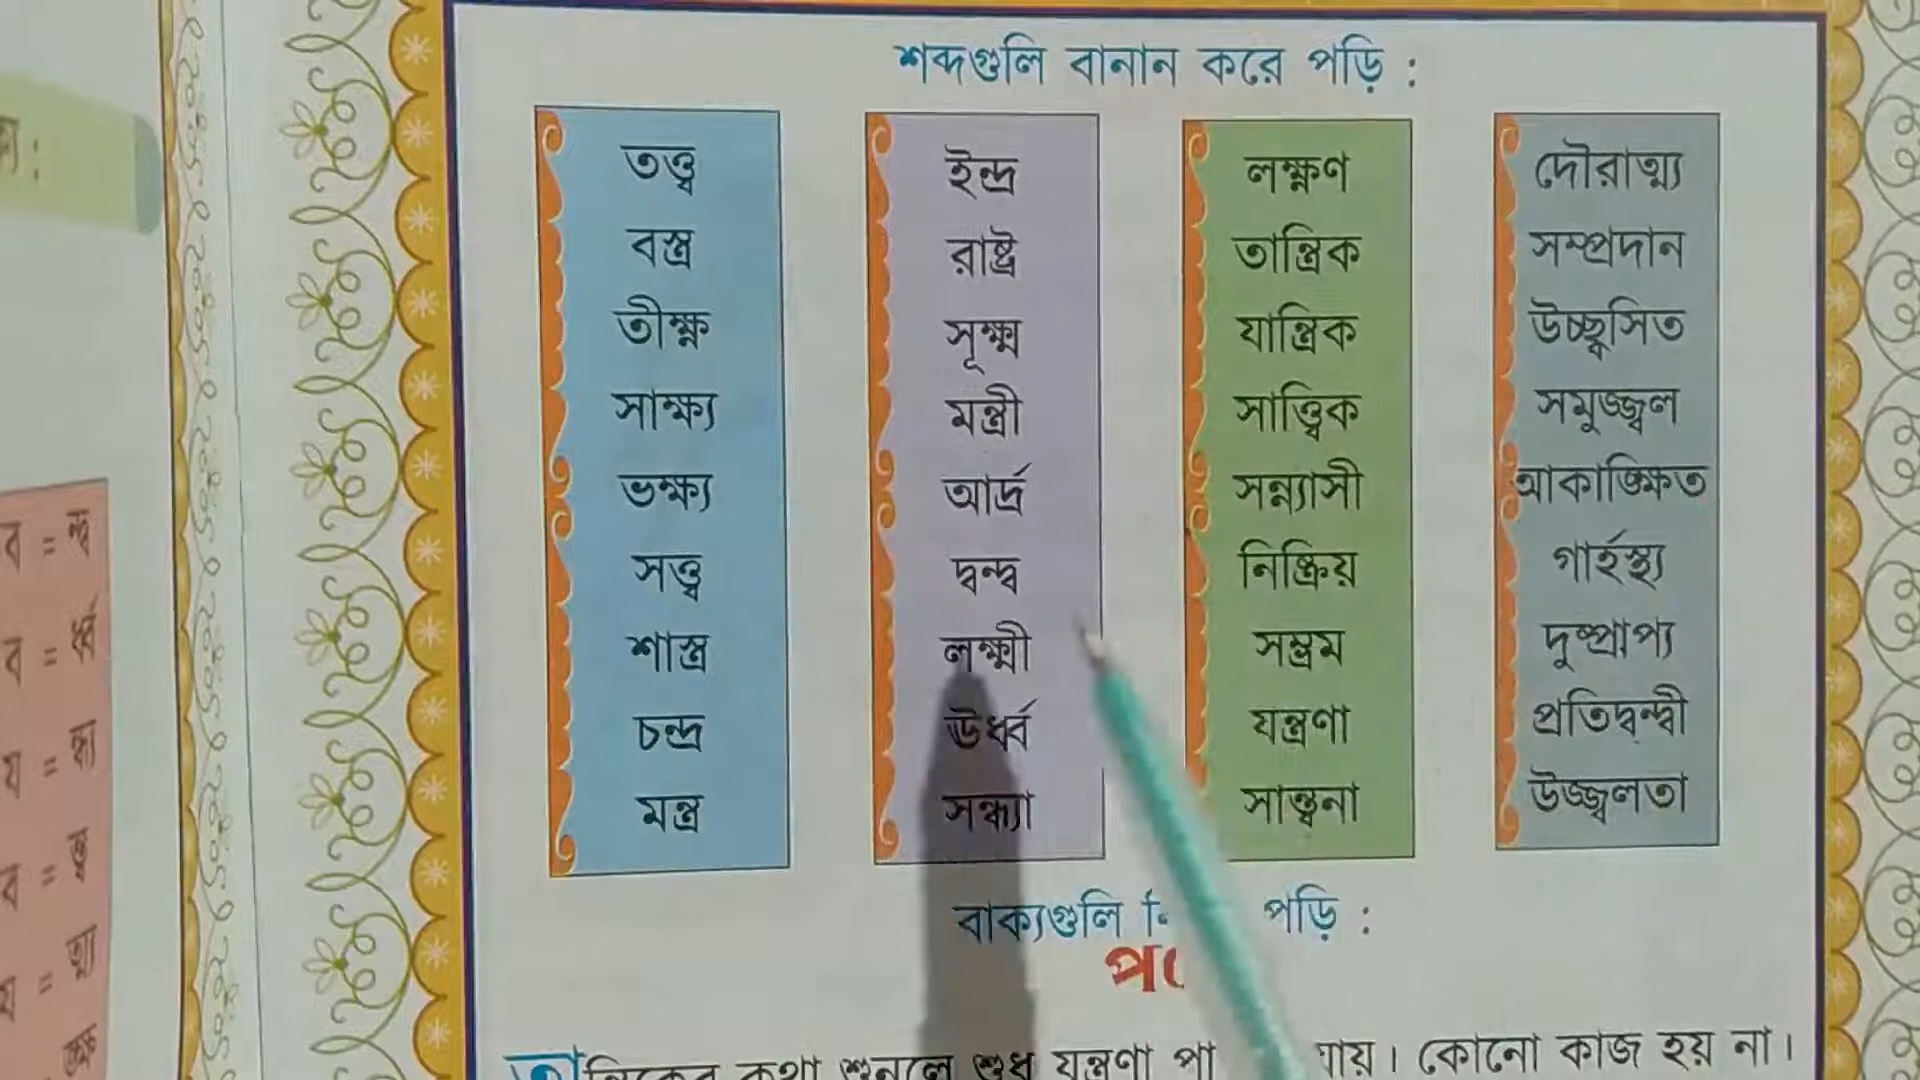 শব্দগুলি বানান করে পড়ি :
তত্ত্ব
বস্ত্র
তীক্ষ্ণ
সাক্ষ্য
ভক্ষ্য
সত্ত্ব
শাস্ত্র
চন্দ্র
মন্ত্র
ইন্দ্র
রাষ্ট্র
সূক্ষ্ম
মন্ত্রী
আর্দ্র
দ্বন্দ্ব
লক্ষ্মী
ঊর্ধ্ব
সন্ধ্যা
লক্ষ্মণ
তান্ত্রিক
যান্ত্রিক
সাত্ত্বিক
সন্ন্যাসী
নিষ্ক্রিয়
সম্ভ্রম
যন্ত্রণা
সান্ত্বনা
দৌরাত্ম্য
সম্প্রদান
উচ্ছ্বসিত
সমুজ্জ্বল
আকাঙ্ক্ষিত
গার্হস্থ্য
দুষ্প্রাপ্য
প্রতিদ্বন্দ্বী
উজ্জ্বলতা
বাক্যগুলি পড়ি :
কথা শুনলে শুধু যন্ত্রণা যায়। কোনো কাজ হয় না।